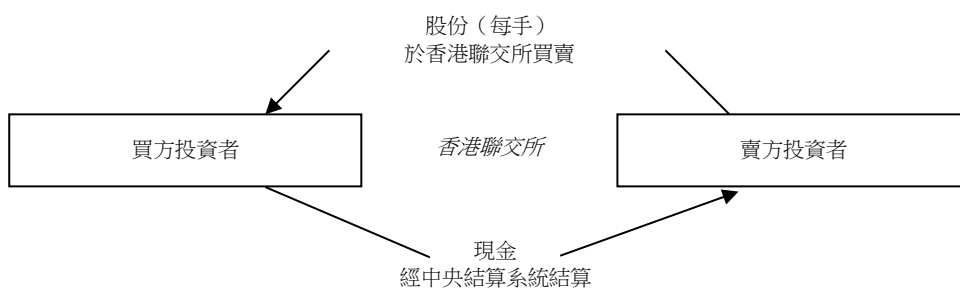 股份（每手）
於香港聯交所買賣
買方投資者
香港聯交所
賣方投資者
現金
經中央結算系統結算